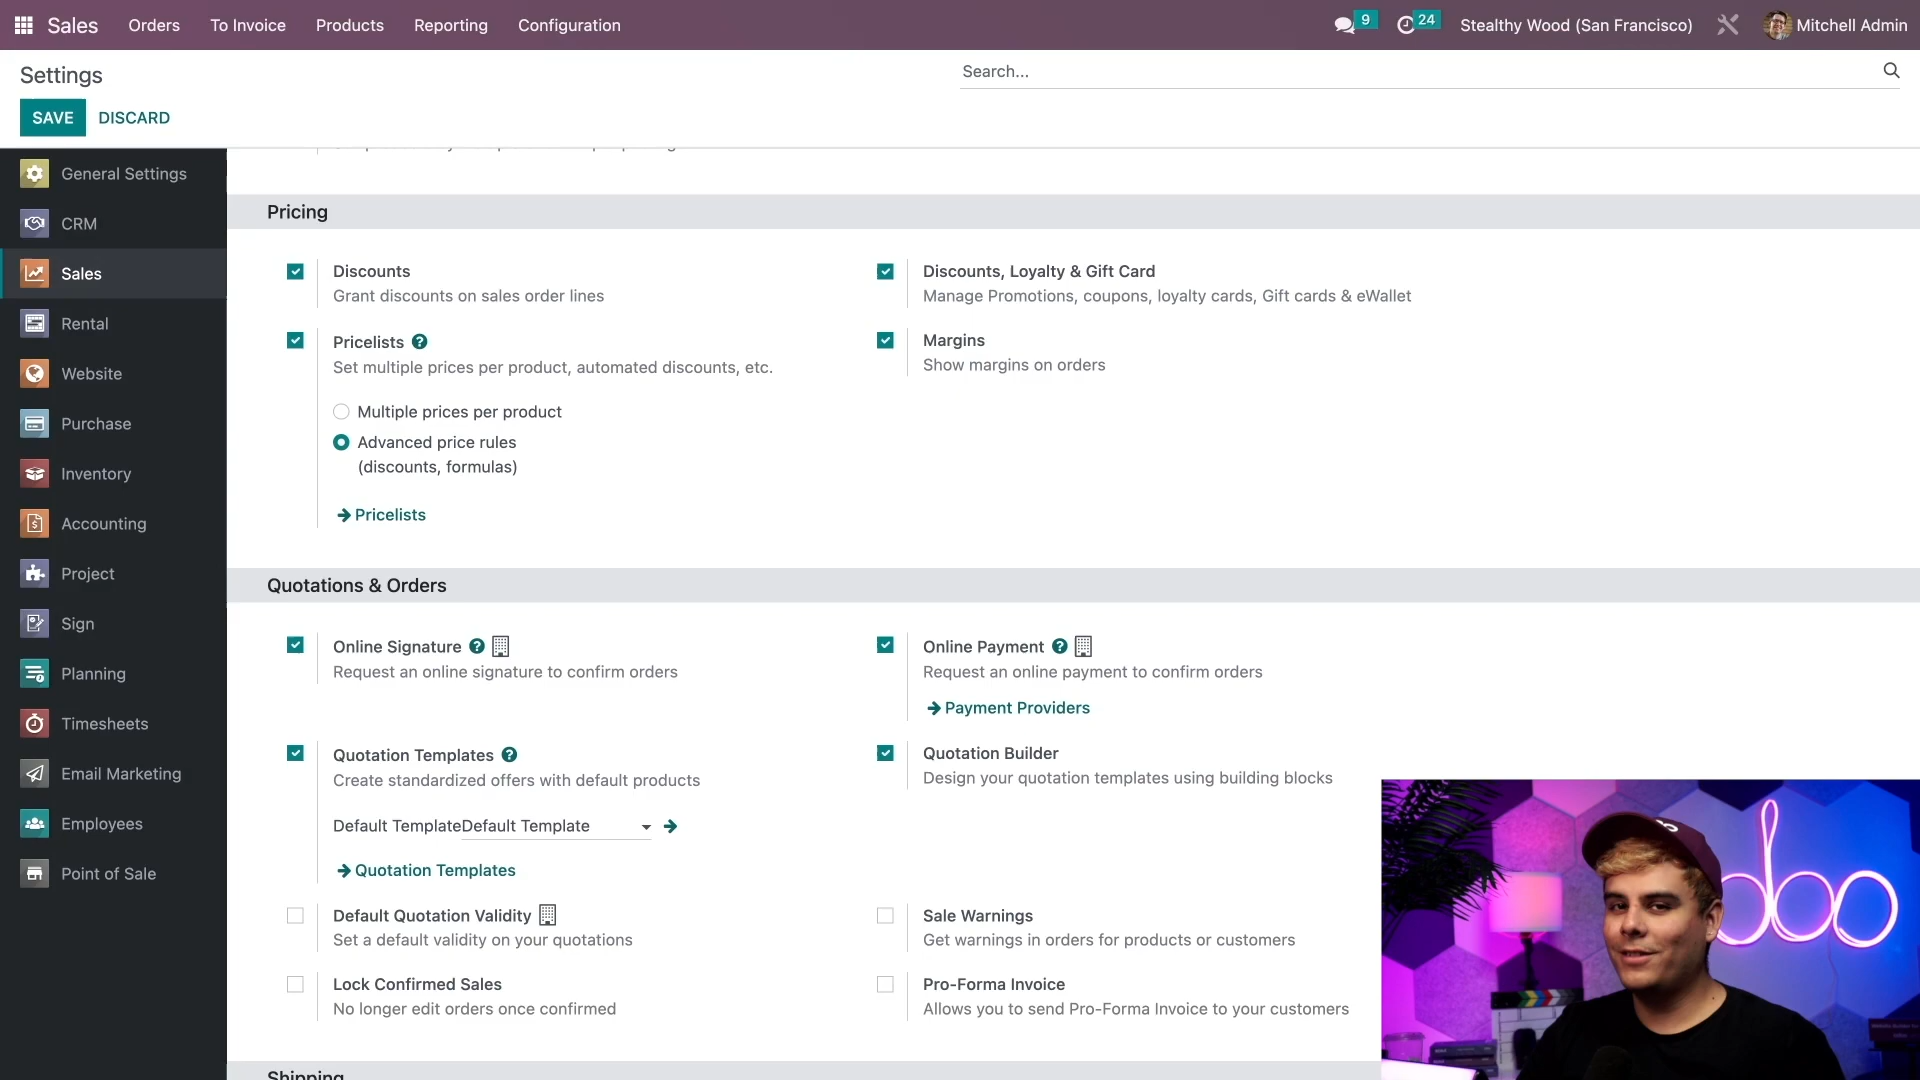 Sales
Orders
To Invoice
Products
Reporting
Configuration
9
24
Stealthy Wood (San Francisco)
Mitchell Admin
Settings
Search...
SAVE
DISCARD
General Settings
CRM
Sales
Rental
Website
Purchase
Inventory
Accounting
Project
Sign
Planning
Timesheets
Email Marketing
Employees
Point of Sale
Pricing
Discounts
Grant discounts on sales order lines
Discounts, Loyalty & Gift Card
Manage Promotions, coupons, loyalty cards, Gift cards & eWallet
Pricelists ?
Set multiple prices per product, automated discounts, etc.
Multiple prices per product
Advanced price rules
(discounts, formulas)
Pricelists
Margins
Show margins on orders
Quotations & Orders
Online Signature ?
Request an online signature to confirm orders
Online Payment ?
Request an online payment to confirm orders
Payment Providers
Quotation Templates ?
Create standardized offers with default products
Default Template Default Template
Quotation Templates
Quotation Builder
Design your quotation templates using building blocks
Default Quotation Validity
Set a default validity on your quotations
Sale Warnings
Get warnings in orders for products or customers
Lock Confirmed Sales
No longer edit orders once confirmed
Pro-Forma Invoice
Allows you to send Pro-Forma Invoice to your customers
Shipping